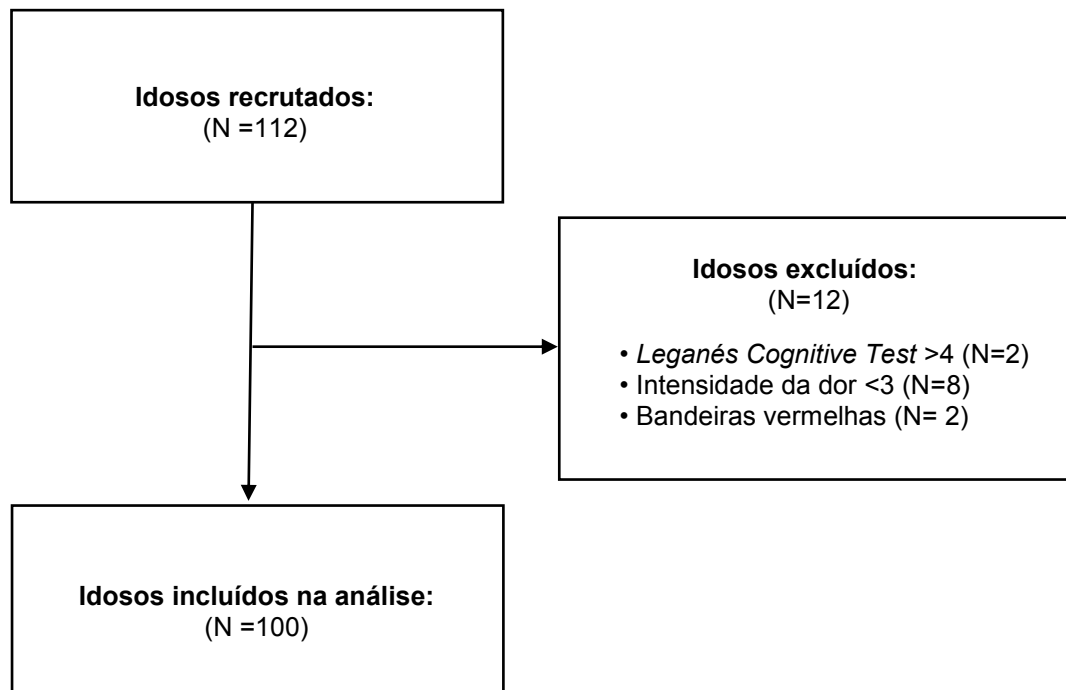 Idosos recrutados:
(N =112)
Idosos excluídos:
(N=12)
• Leganés Cognitive Test >4 (N=2)
• Intensidade da dor <3 (N=8)
• Bandeiras vermelhas (N= 2)
Idosos incluídos na análise:
(N =100)